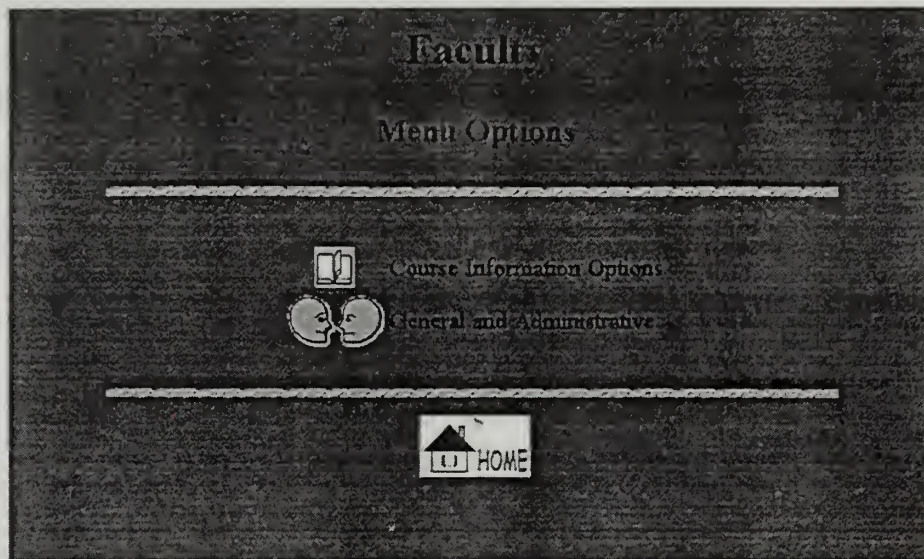 Faculty
Menu Options
Course Information Options
General and Administrative
HOME